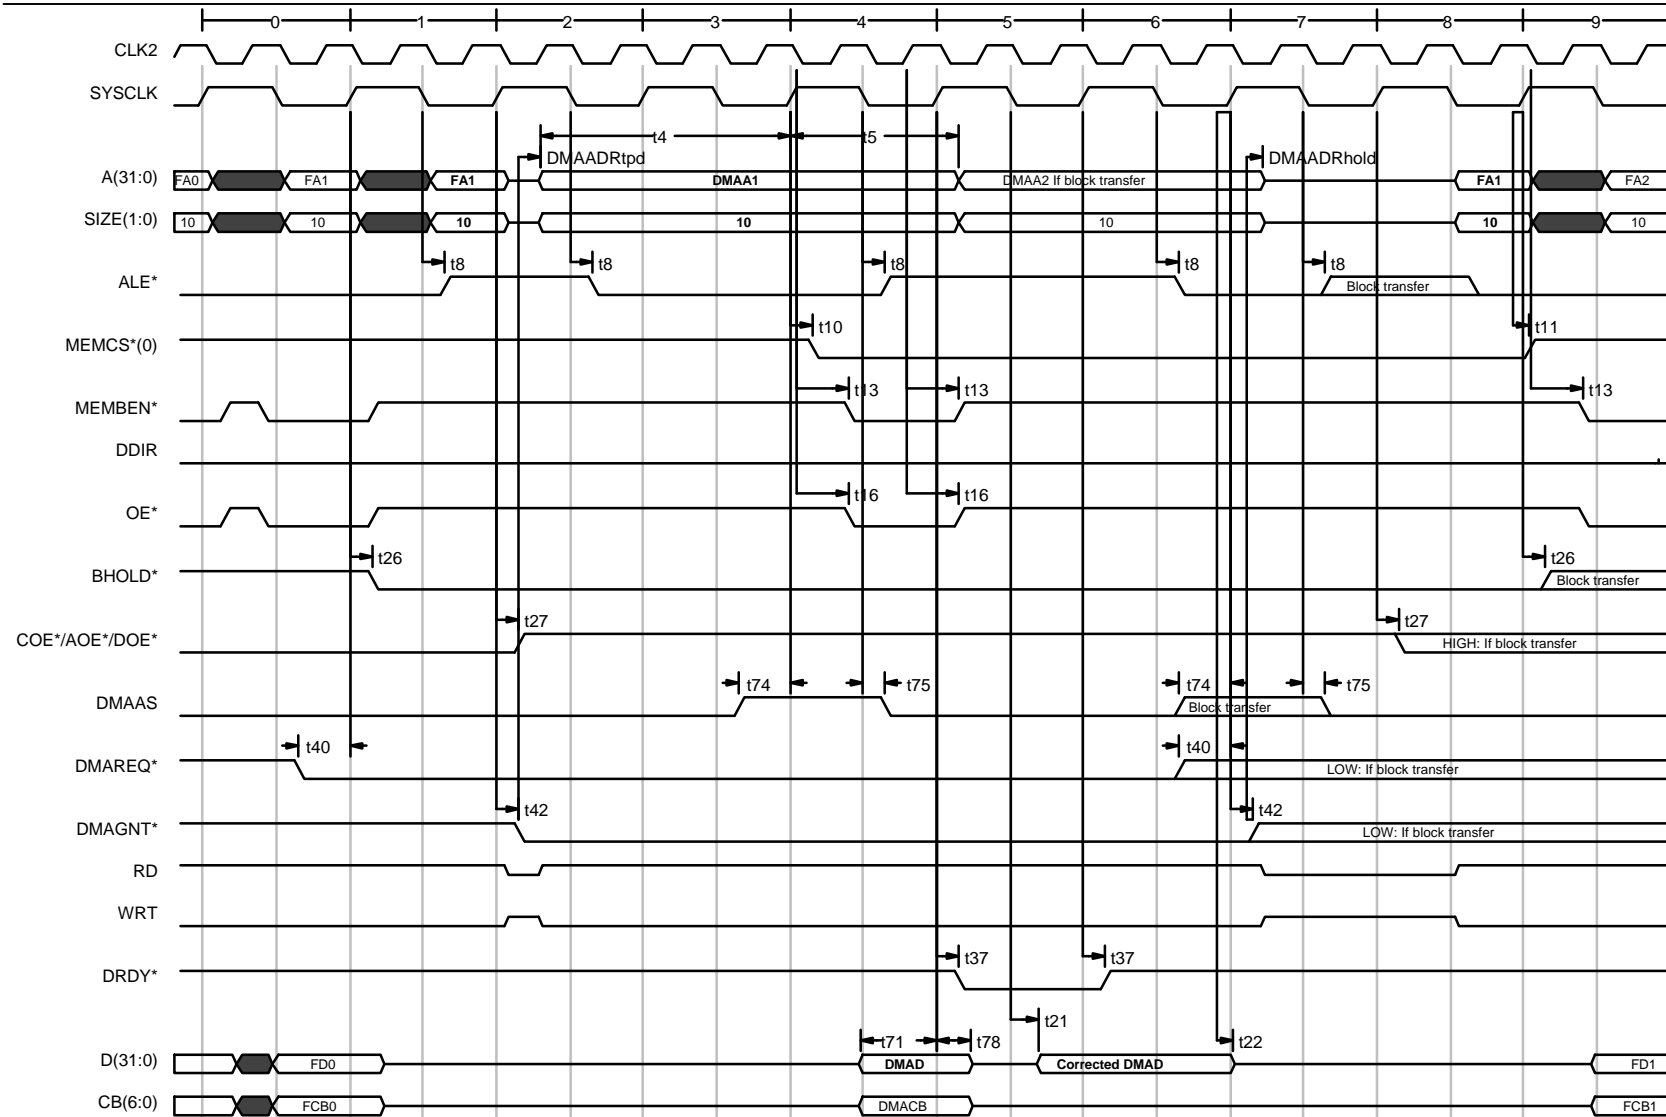 0 1 2 3 4 5 6 7 8 9
CLK2
SYSCLK
t4 t5
DMAADRtpd DMAADRhold
A(31:0) FA0 FA1 FA1 DMAA1 DMAA2 If block transfer FA1 FA2
SIZE(1:0) 10 10 10 10 10 10 10
t8 t8 t8 t8 t8
ALE* Block transfer
t10 t11
MEMCS*(0)
t13 t13 t13
MEMBEN*
DDIR
t16 t16
OE*
t26 t26
BHOLD* Block transfer
t27 t27
COE*/AOE*/DOE* HIGH: If block transfer
t74 t75 t74 t75
DMAAS Block transfer
t40 t40
DMAREQ* LOW: If block transfer
t42 t42
DMAGNT* LOW: If block transfer
RD
WRT
t37 t37
DRDY*
t21
t71 t78 t22
D(31:0) FD0 DMAD Corrected DMAD FD1
CB(6:0) FCB0 DMACB FCB1